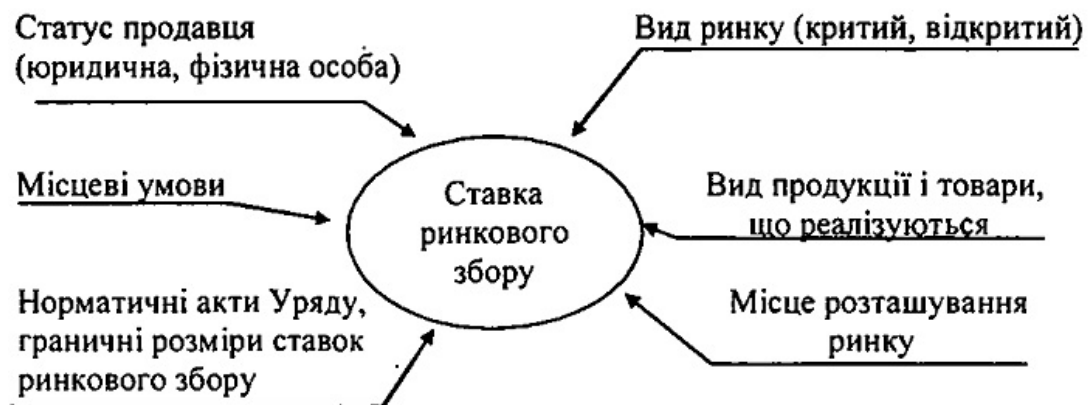 Статус продавця
(юридична, фізична особа)
Вид ринку (критий, відкритий)
Місцеві умови
Ставка
ринкового
збору
Вид продукції і товари,
що реалізуються
Норматичні акти Уряду,
граничні розміри ставок
ринкового збору
Місце розташування
ринку